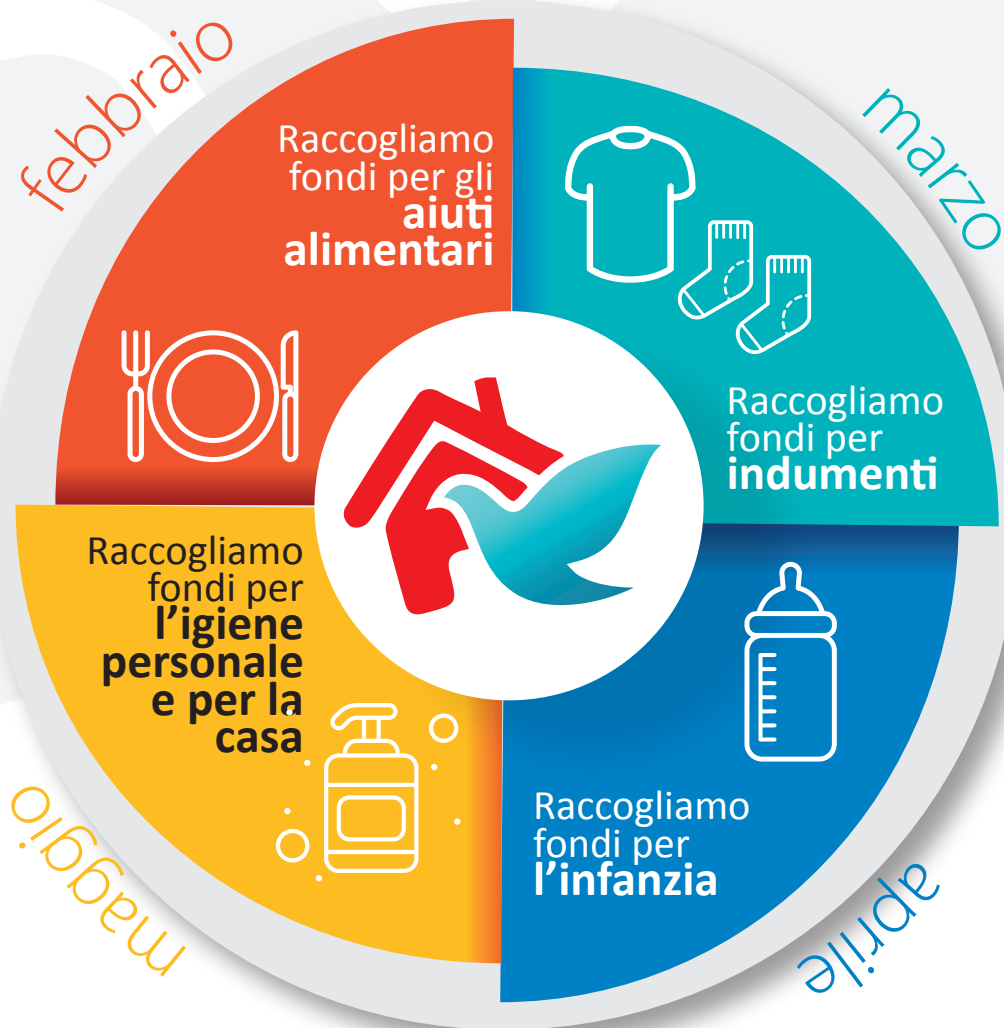 febbraio
Raccogliamo
fondi per gli
aiuti
alimentari
marzo
Raccogliamo
fondi per
indumenti
Raccogliamo
fondi per
l’igiene
personale
e per la
casa
maggio
Raccogliamo
fondi per
l’infanzia
aprile